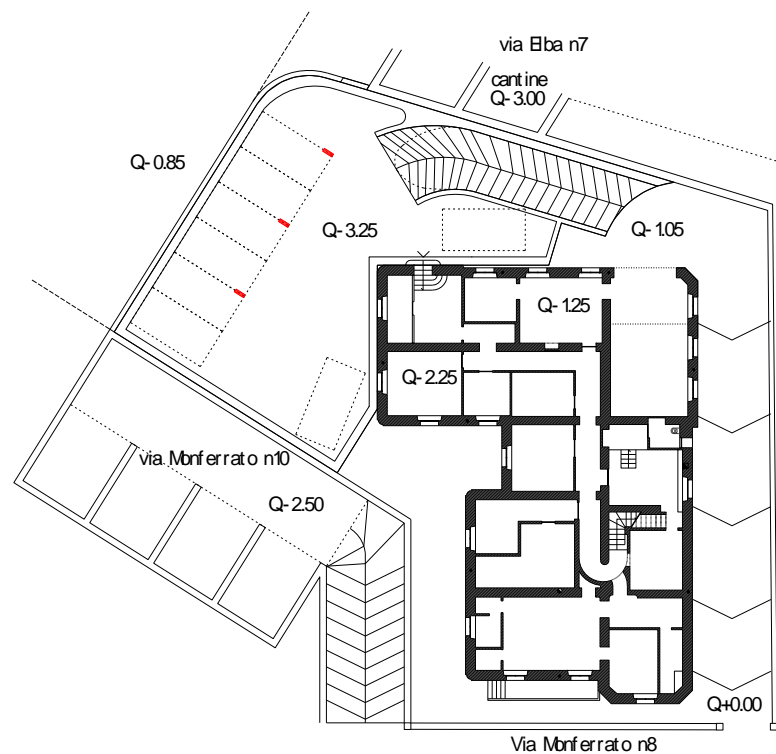 via Elba n7
cantine
Q-3.00
Q-0.85
Q-3.25
Q-1.05
Q-1.25
Q-2.25
via Monferrato n10
Q-2.50
Q+0.00
Via Monferrato n8